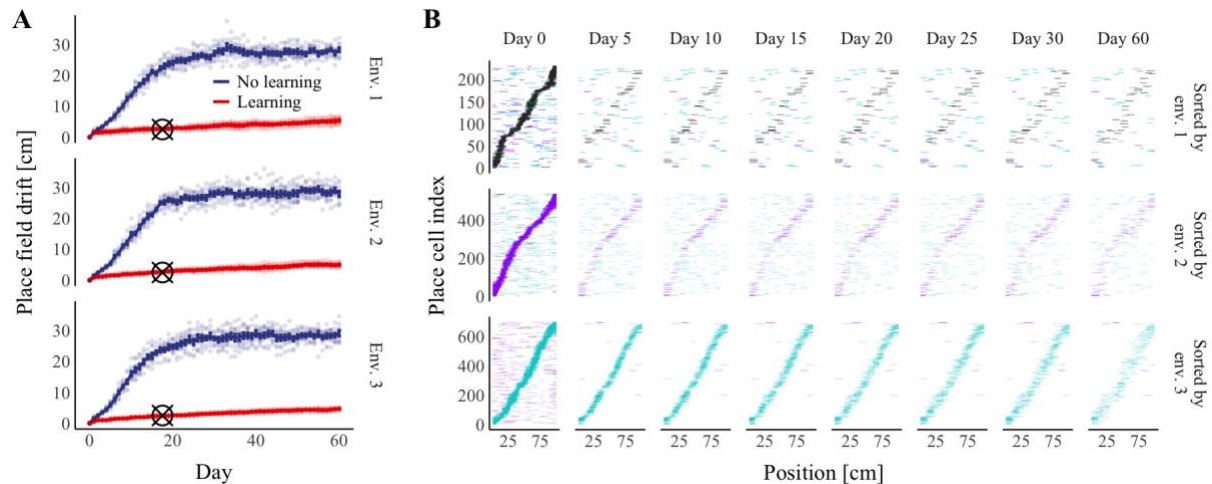 A
Place field drift [cm]
30
20
10
0
No learning
Learning
Env. 1
30
20
10
0
Env. 2
30
20
10
0
Env. 3
0 20 40 60
Day
B
Day 0 Day 5 Day 10 Day 15 Day 20 Day 25 Day 30 Day 60
Place cell index
200
150
100
50
0
Sorted by
env. 1
400
200
0
Sorted by
env. 2
600
400
200
0
Sorted by
env. 3
25 75 25 75 25 75 25 75 25 75 25 75 25 75 25 75
Position [cm]